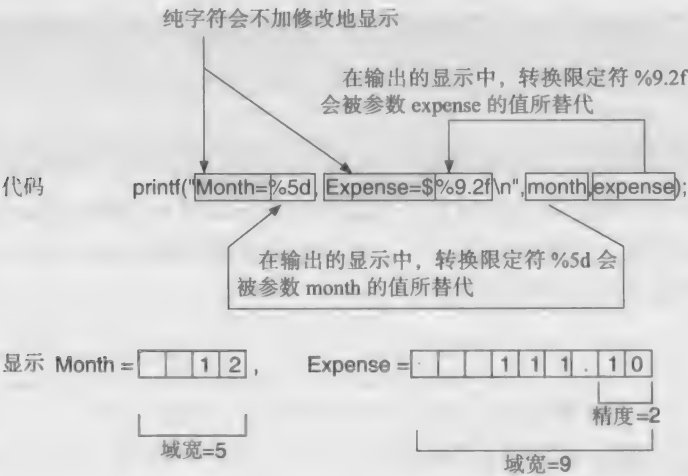 纯字符会不加修改地显示
在输出的显示中，转换限定符 %9.2f
会被参数 expense 的值所替代
代码 printf("Month=%5d, Expense=$%9.2f\n",month,expense);
在输出的显示中，转换限定符 %5d 会
被参数 month 的值所替代
显示 Month = 1 2 , Expense = 1 1 1 . 1 0
精度=2
域宽=5
域宽=9